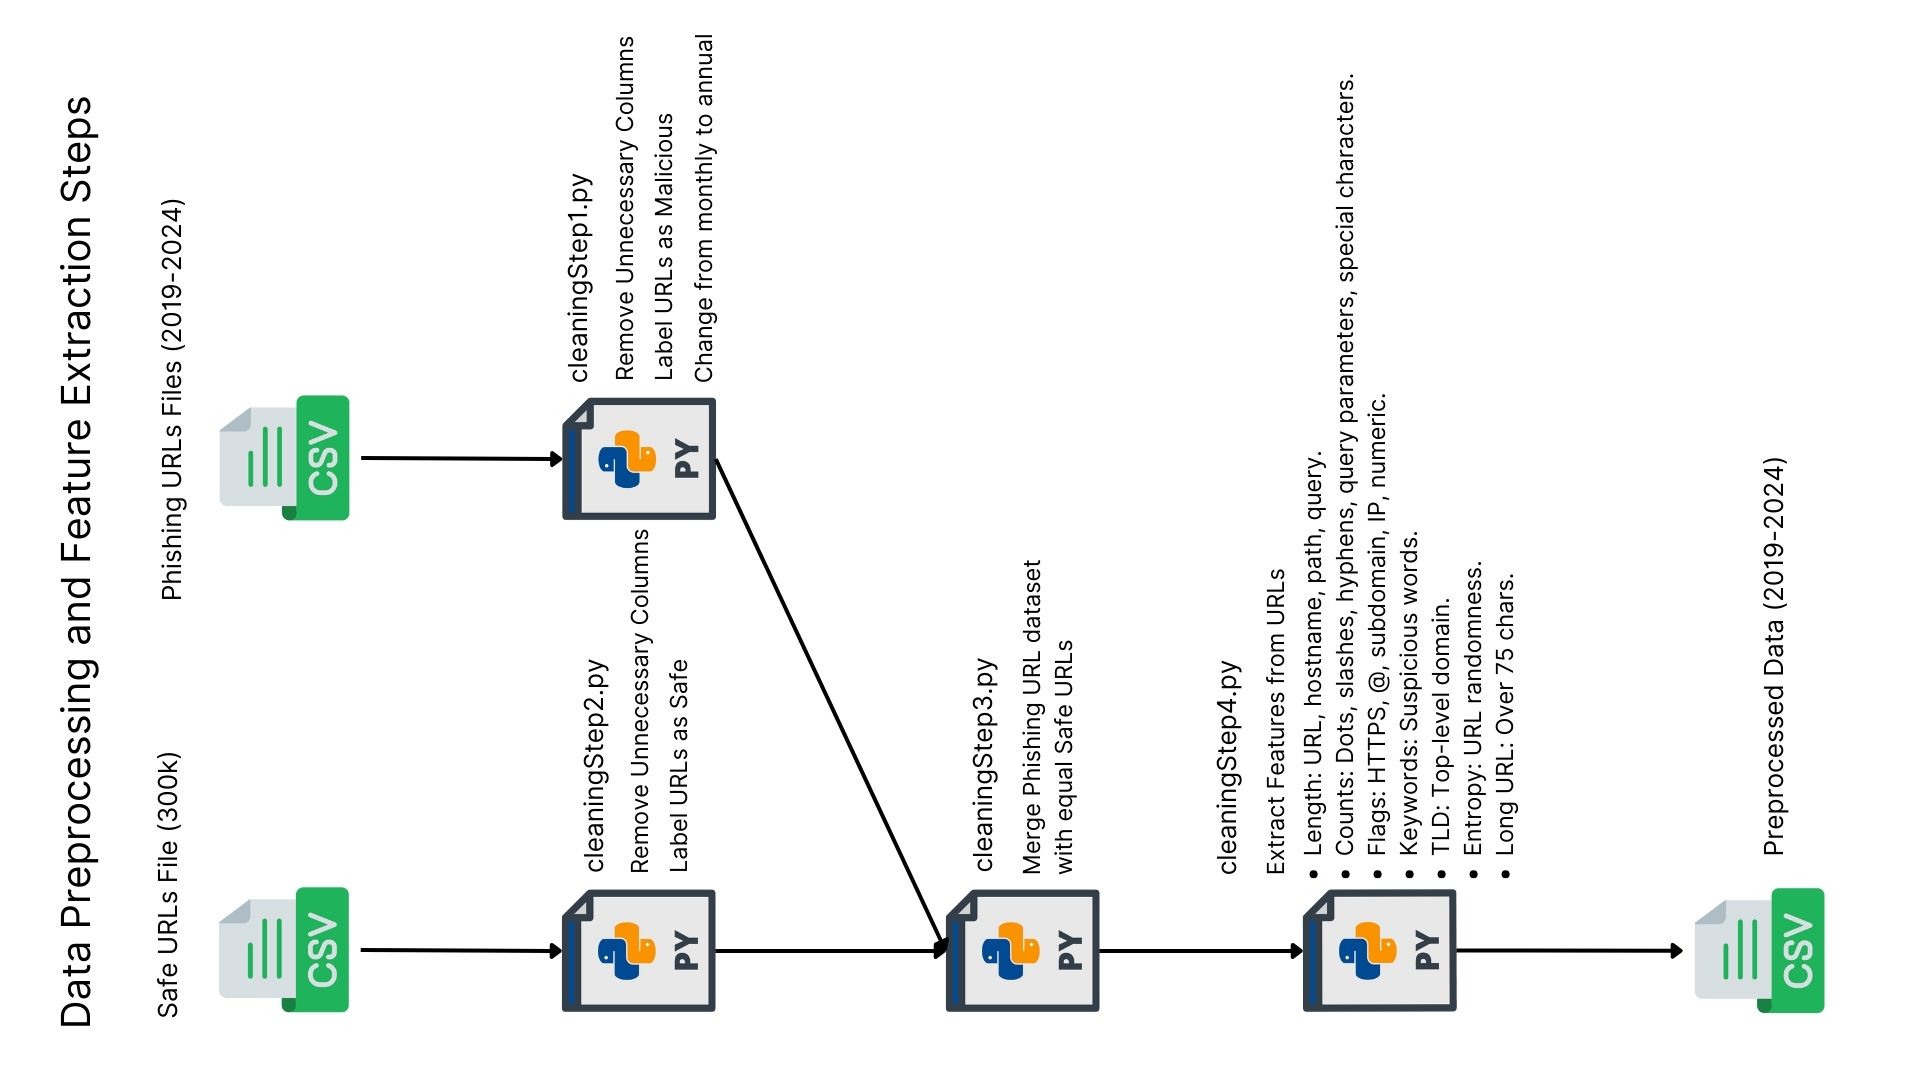 Data Preprocessing and Feature Extraction Steps
Safe URLs File (300k)
Phishing URLs Files (2019-2024)
CSV
CSV
cleaningStep2.py
Remove Unnecessary Columns
Label URLs as Safe
PY
cleaningStep1.py
Remove Unnecessary Columns
Label URLs as Malicious
Change from monthly to annual
PY
cleaningStep3.py
Merge Phishing URL dataset
with equal Safe URLs
PY
cleaningStep4.py
Extract Features from URLs
• Length: URL, hostname, path, query.
• Counts: Dots, slashes, hyphens, query parameters, special characters.
• Flags: HTTPS, @, subdomain, IP, numeric.
• Keywords: Suspicious words.
• TLD: Top-level domain.
• Entropy: URL randomness.
• Long URL: Over 75 chars.
PY
CSV
Preprocessed Data (2019-2024)